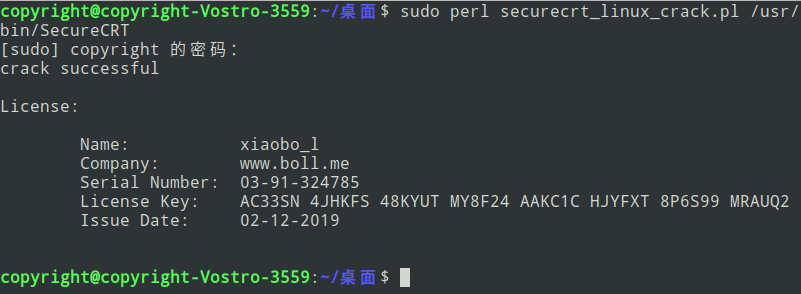 copyright@copyright-Vostro-3559:~/桌面$ sudo perl securecrt_linux_crack.pl /usr/
bin/SecureCRT
[sudo] copyright 的密码：
crack successful
License:
Name: xiaobo_l
Company: www.boll.me
Serial Number: 03-91-324785
License Key: AC33SN 4JHKFS 48KYUT MY8F24 AAKC1C HJYFXT 8P6S99 MRAUQ2
Issue Date: 02-12-2019
copyright@copyright-Vostro-3559:~/桌面$